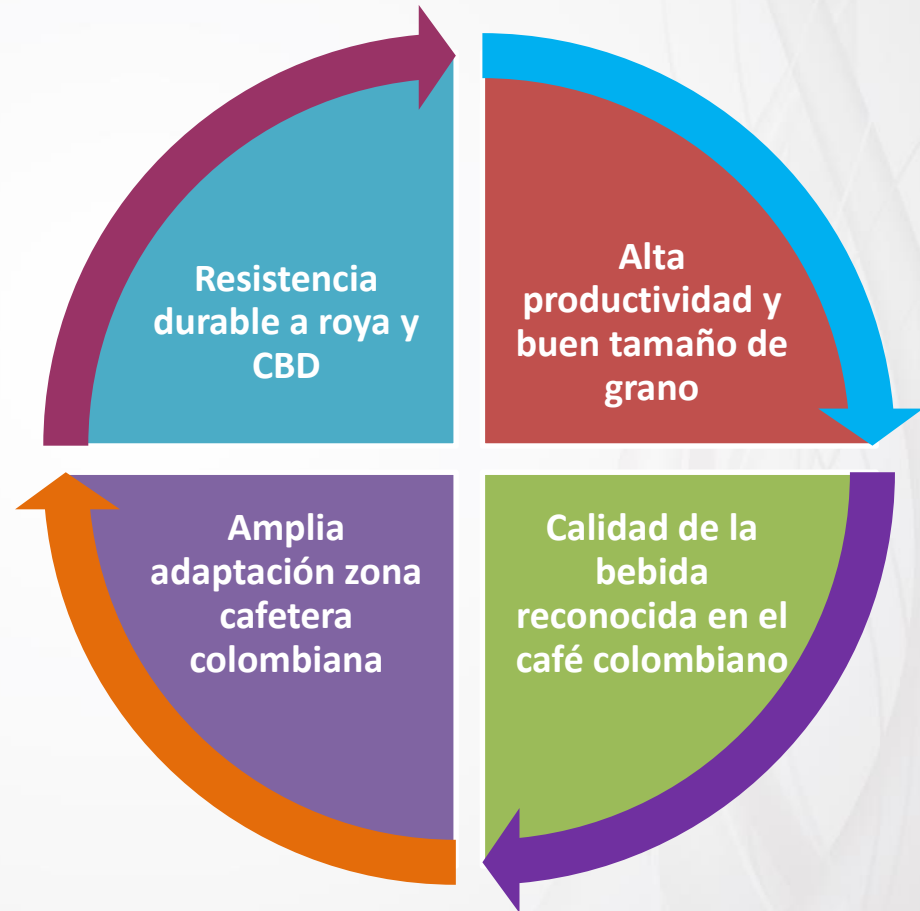 Resistencia
durable a roya y
CBD
Alta
productividad y
buen tamaño de
grano
Amplia
adaptación zona
cafetera
colombiana
Calidad de la
bebida
reconocida en el
café colombiano